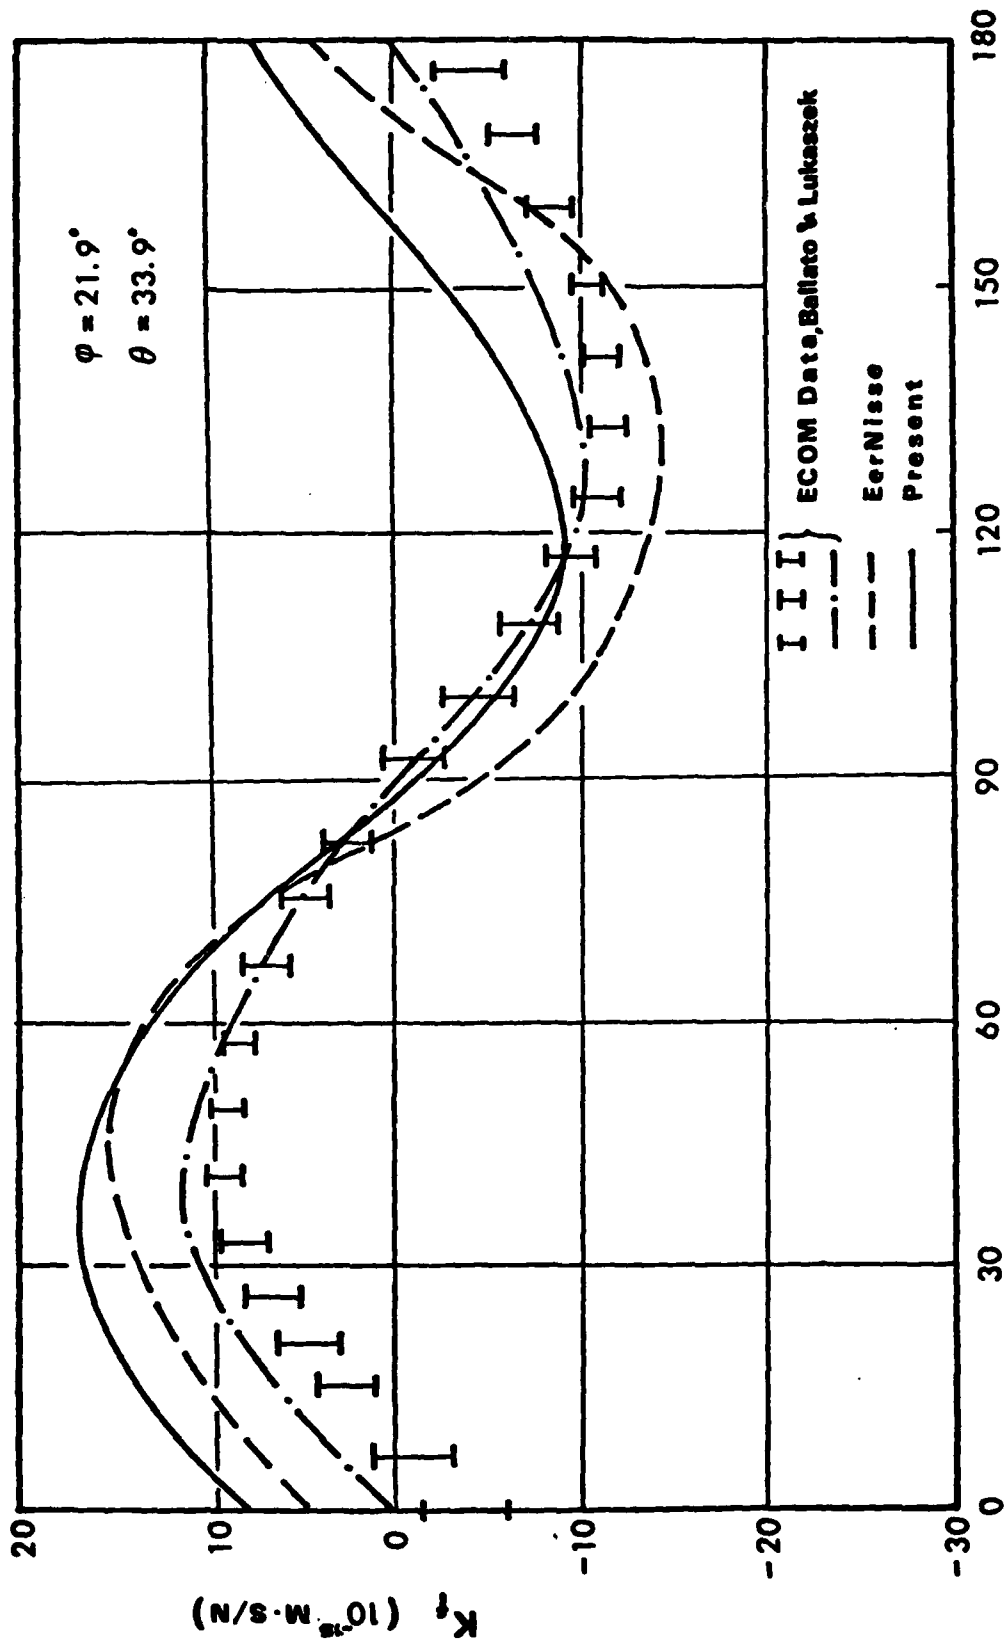 φ = 21.9°
θ = 33.9°
20
10
0
-10
-20
-30
K_f (10^-15 M·S/N)
ECOM Data, Ballato & Lukaszek
EerNisse
Present
0 30 60 90 120 150 180